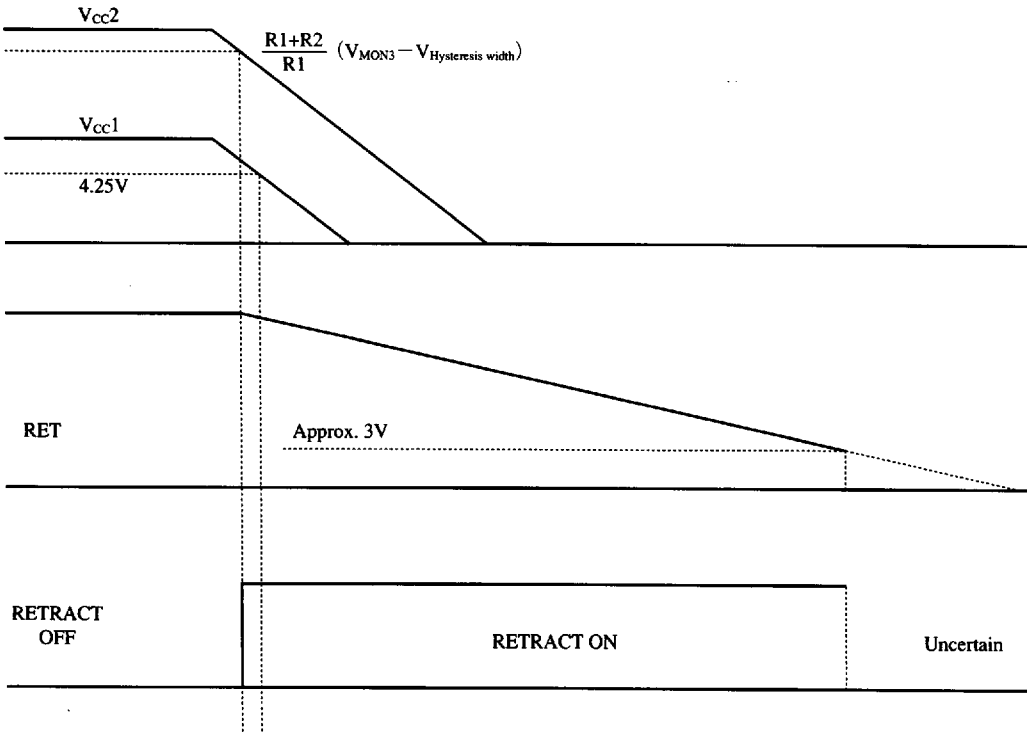 VCC2
R1+R2
R1
(VMON3－VHysteresis width)
VCC1
4.25V
RET
Approx. 3V
RETRACT
OFF
RETRACT ON
Uncertain